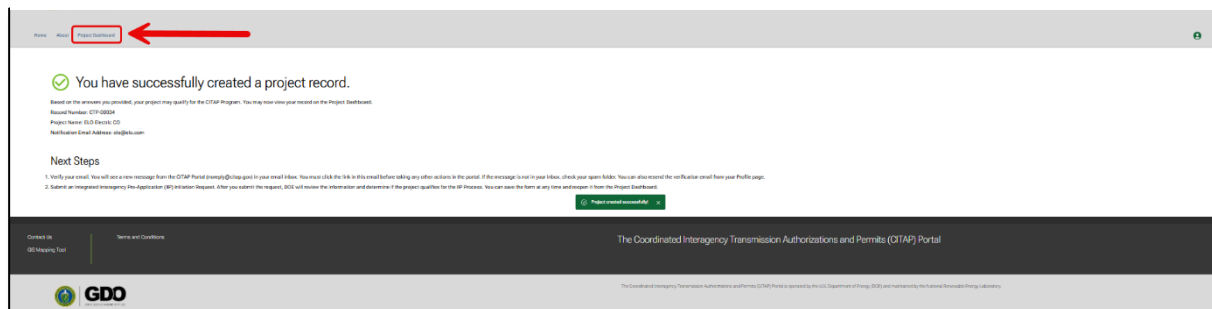 Home About Project Dashboard
You have successfully created a project record.
Based on the answers you provided, your project may qualify for the CITAP Program. You may now view your record on the Project Dashboard.
Record Number: CTP-00034
Project Name: ELO Electric CO
Notification Email Address: elo@elo.com
Next Steps
1. Verify your email. You will see a new message from the CITAP Portal (noreply@citap.gov) in your email inbox. You must click the link in this email before taking any other actions in the portal. If the message is not in your inbox, check your spam folder. You can also resend the verification email from your Profile page.
2. Submit an Integrated Interagency Pre-Application (IIP) Initiation Request. After you submit the request, DOE will review the information and determine if the project qualifies for the IIP Process. You can save the form at any time and reopen it from the Project Dashboard.
Project created successfully!
Contact Us
Terms and Conditions
GIS Mapping Tool
The Coordinated Interagency Transmission Authorizations and Permits (CITAP) Portal
GDO
The Coordinated Interagency Transmission Authorizations and Permits (CITAP) Portal is operated by the U.S. Department of Energy (DOE) and maintained by the National Renewable Energy Laboratory.